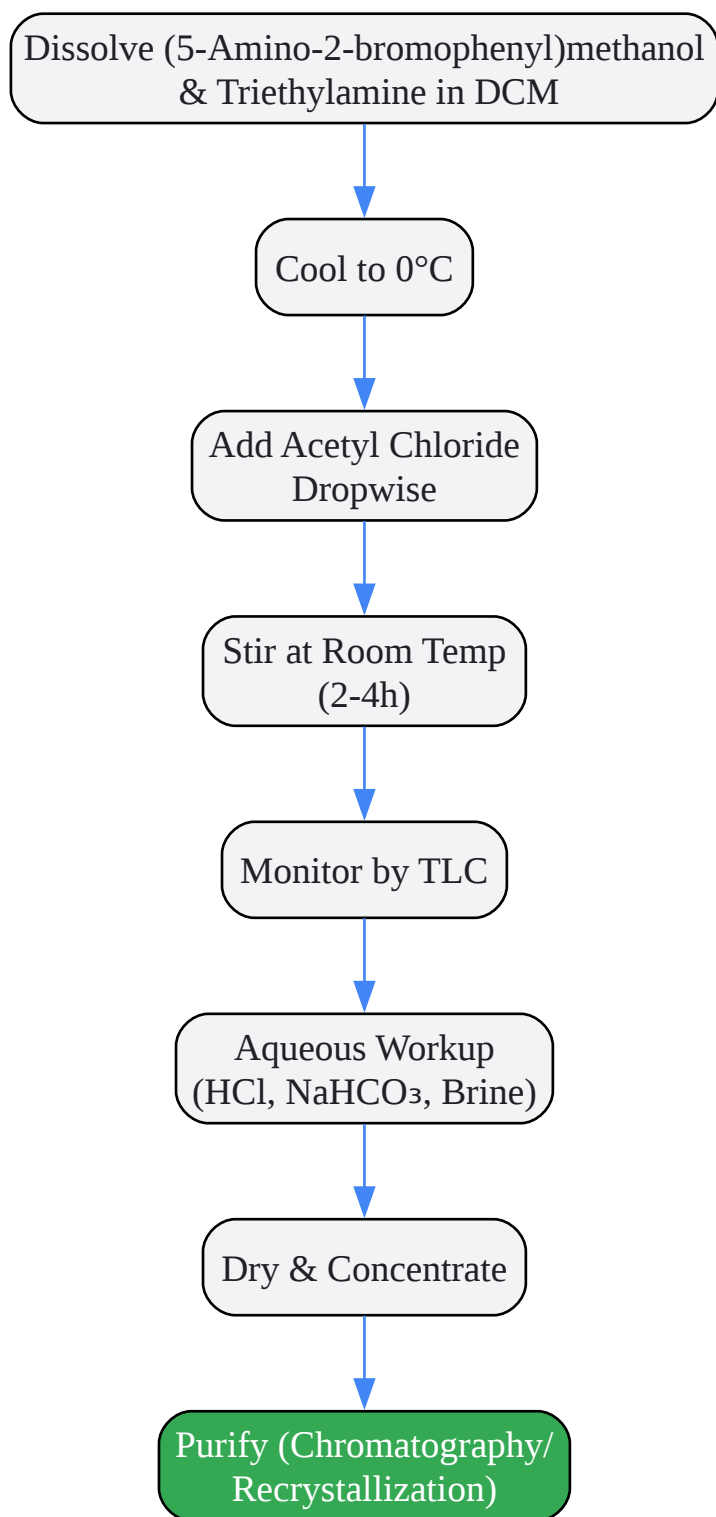 Dissolve (5-Amino-2-bromophenyl)methanol
& Triethylamine in DCM
Cool to 0°C
Add Acetyl Chloride
Dropwise
Stir at Room Temp
(2-4h)
Monitor by TLC
Aqueous Workup
(HCl, NaHCO₃, Brine)
Dry & Concentrate
Purify (Chromatography/
Recrystallization)